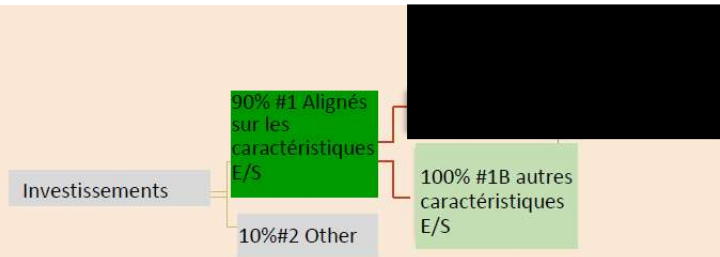 90% #1 Alignés
sur les
caractéristiques
E/S
Investissements
100% #1B autres
caractéristiques
E/S
10%#2 Other